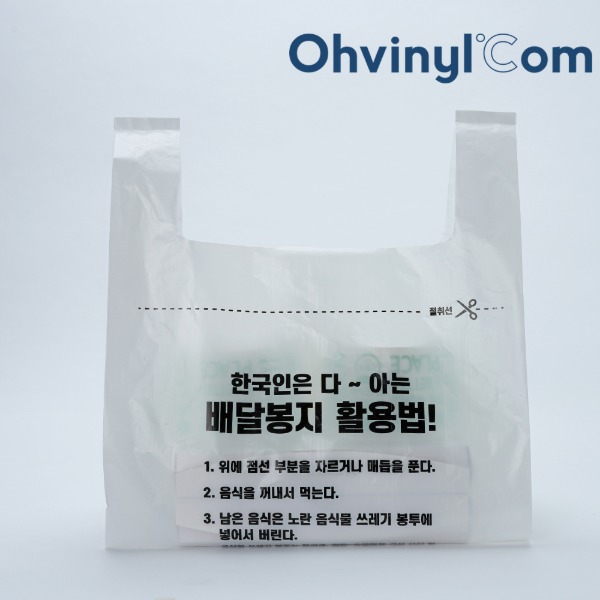 Ohvinyl°Com
절취선
한국인은 다 ~ 아는
배달봉지 활용법!
1. 위에 점선 부분을 자르거나 매듭을 푼다.
2. 음식을 꺼내서 먹는다.
3. 남은 음식은 노란 음식물 쓰레기 봉투에
넣어서 버린다.